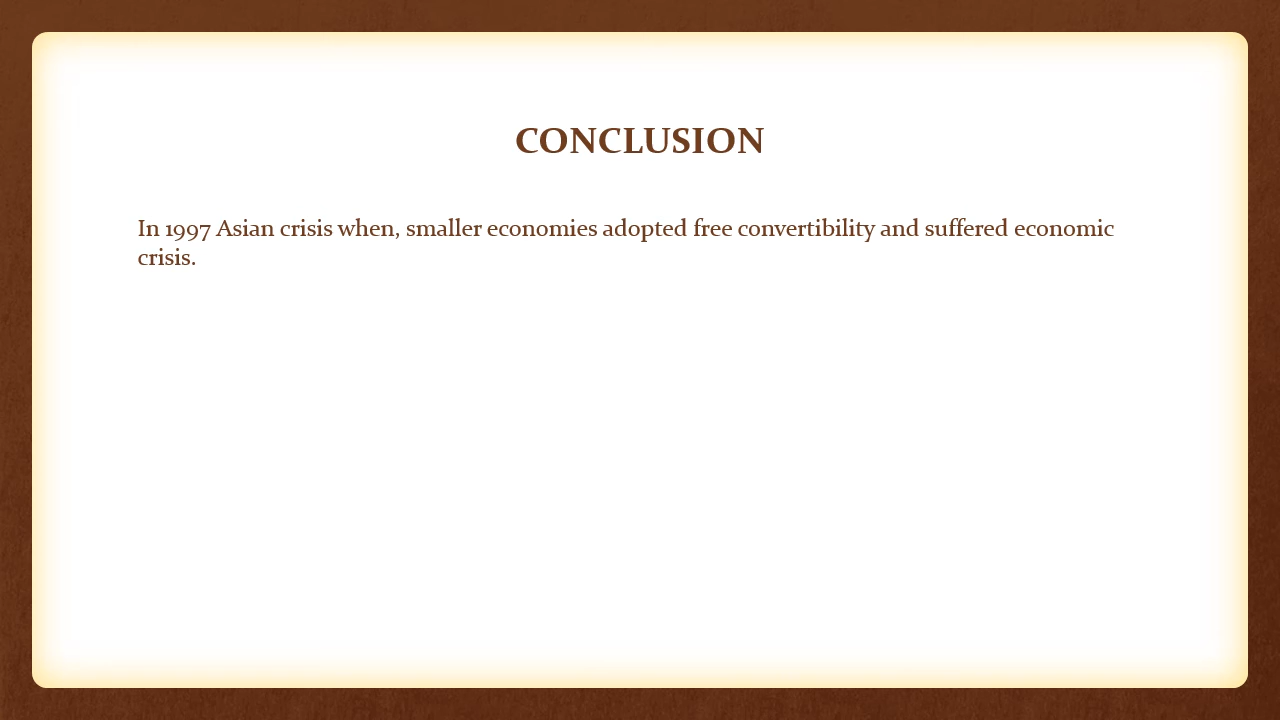 CONCLUSION
In 1997 Asian crisis when, smaller economies adopted free convertibility and suffered economic
crisis.